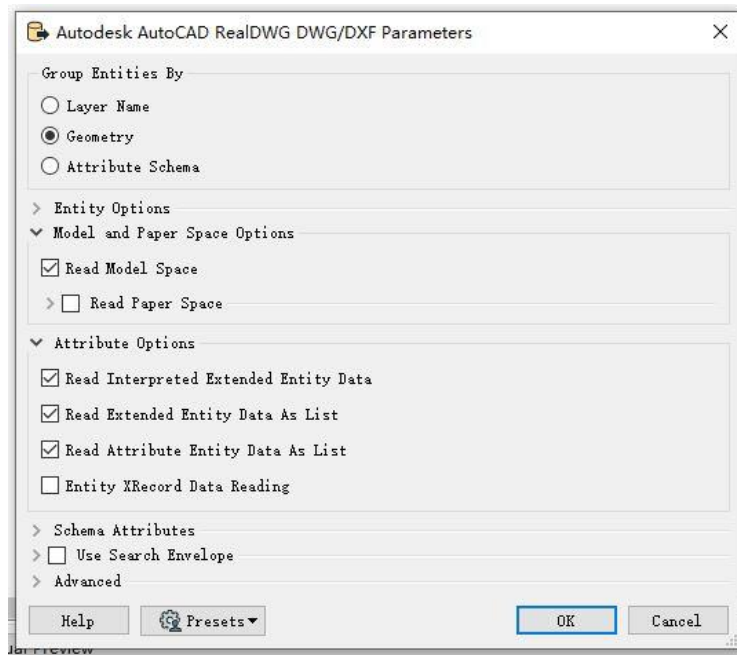 Autodesk AutoCAD RealDWG DWG/DXF Parameters
Group Entities By
Layer Name
Geometry
Attribute Schema
Entity Options
Model and Paper Space Options
Read Model Space
Read Paper Space
Attribute Options
Read Interpreted Extended Entity Data
Read Extended Entity Data As List
Read Attribute Entity Data As List
Entity XRecord Data Reading
Schema Attributes
Use Search Envelope
Advanced
Help Presets OK Cancel
ual Preview